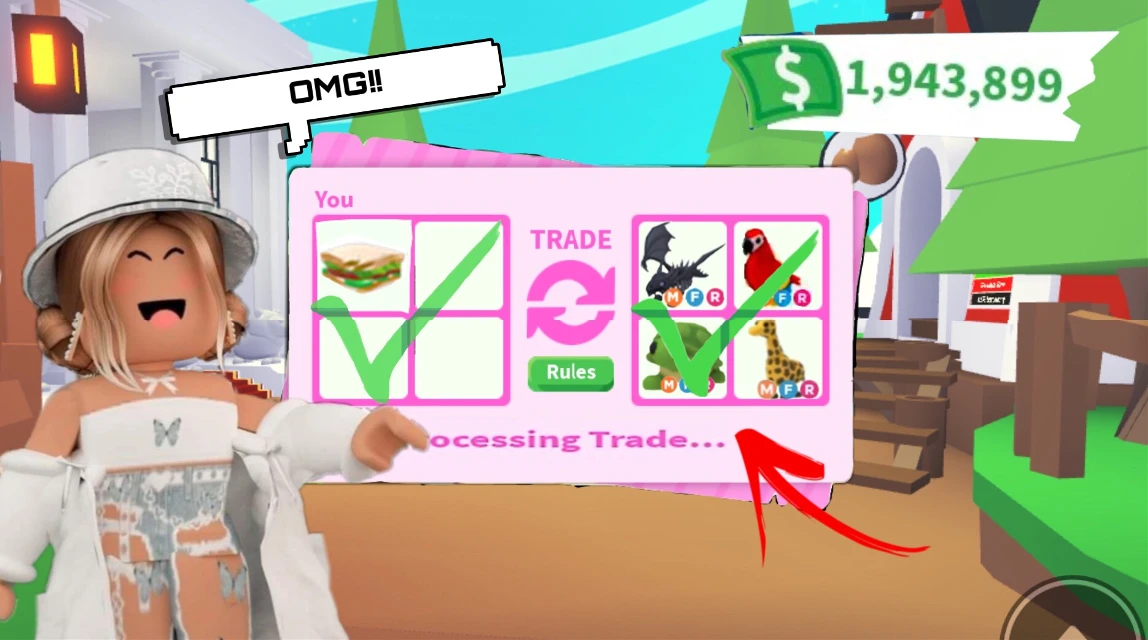 OMG!!
$ 1,943,899
You
TRADE
M F R
F R
Rules
M F R
M F R
ocessing Trade...